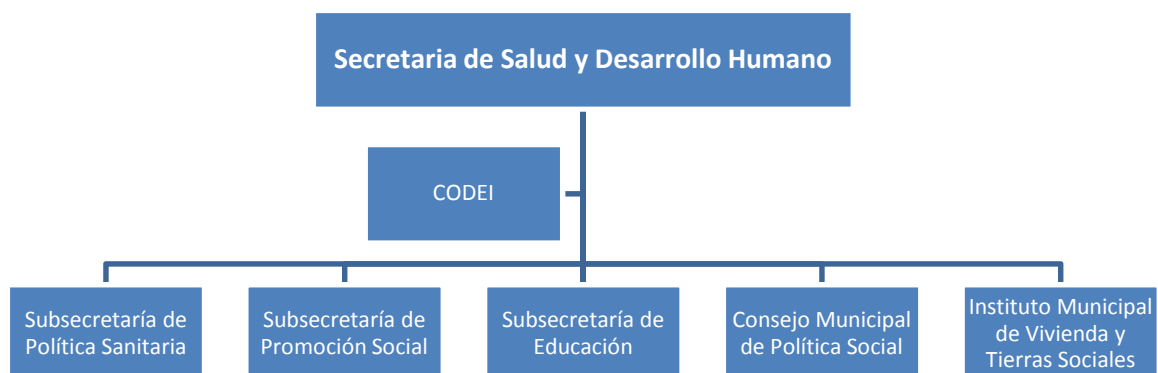 Secretaria de Salud y Desarrollo Humano
CODEI
Subsecretaría de
Política Sanitaria
Subsecretaría de
Promoción Social
Subsecretaría de
Educación
Consejo Municipal
de Política Social
Instituto Municipal
de Vivienda y
Tierras Sociales